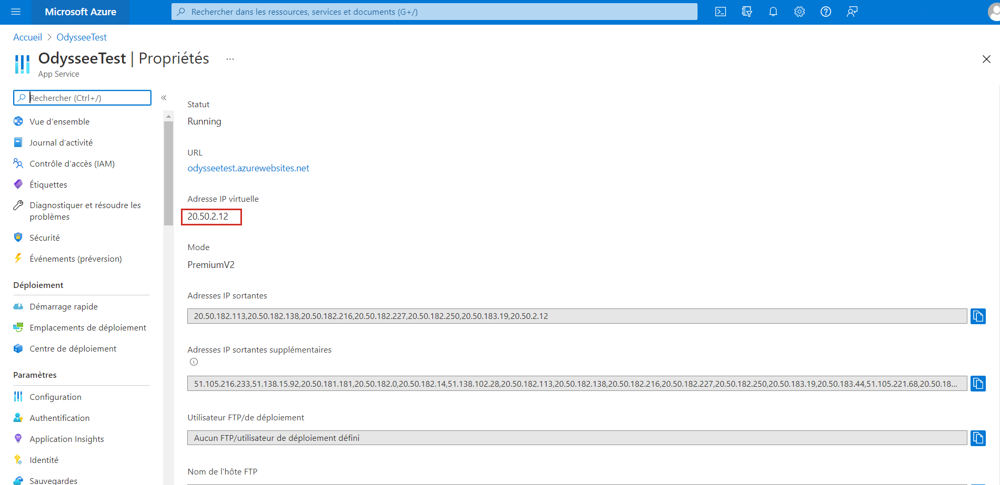 Microsoft Azure
Rechercher dans les ressources, services et documents (G+/)
Accueil > OdysseeTest
OdysseeTest | Propriétés ...
App Service
Rechercher (Ctrl+/)
«
Vue d'ensemble
Journal d’activité
Contrôle d’accès (IAM)
Étiquettes
Diagnostiquer et résoudre les
problèmes
Sécurité
Événements (préversion)
Déploiement
Démarrage rapide
Emplacements de déploiement
Centre de déploiement
Paramètres
Configuration
Authentification
Application Insights
Identité
Sauvegardes
Statut
Running
URL
odysseetest.azurewebsites.net
Adresse IP virtuelle
20.50.2.12
Mode
PremiumV2
Adresses IP sortantes
20.50.182.113,20.50.182.138,20.50.182.216,20.50.182.227,20.50.182.250,20.50.183.19,20.50.2.12
Adresses IP sortantes supplémentaires
51.105.216.233,51.138.15.92,20.50.181.181,20.50.182.0,20.50.182.14,51.138.102.28,20.50.182.113,20.50.182.138,20.50.182.216,20.50.182.227,20.50.182.250,20.50.183.19,20.50.183.44,51.105.221.68,20.50.18...
Utilisateur FTP/de déploiement
Aucun FTP/utilisateur de déploiement défini
Nom de l'hôte FTP